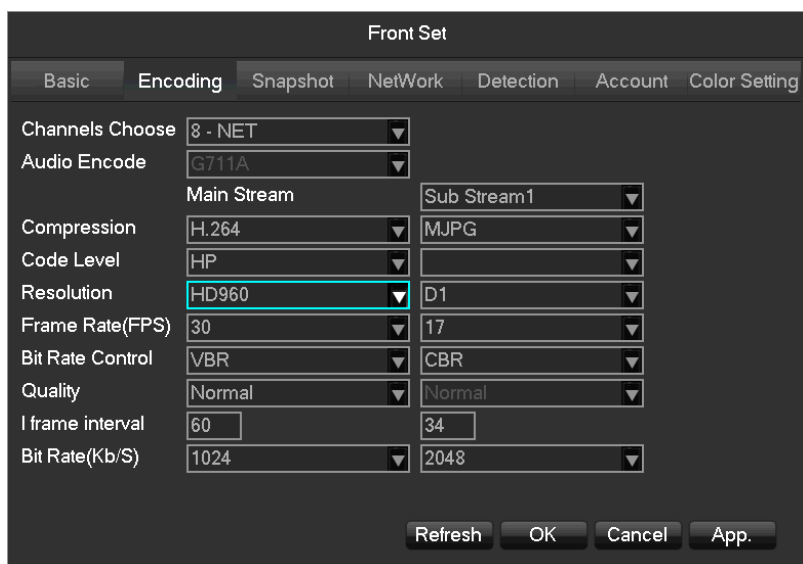 Front Set
Basic Encoding Snapshot NetWork Detection Account Color Setting
Channels Choose 8 - NET
Audio Encode G711A
Main Stream Sub Stream1
Compression H.264 MJPG
Code Level HP
Resolution HD960 D1
Frame Rate(FPS) 30 17
Bit Rate Control VBR CBR
Quality Normal Normal
I frame interval 60 34
Bit Rate(Kb/S) 1024 2048
Refresh OK Cancel App.